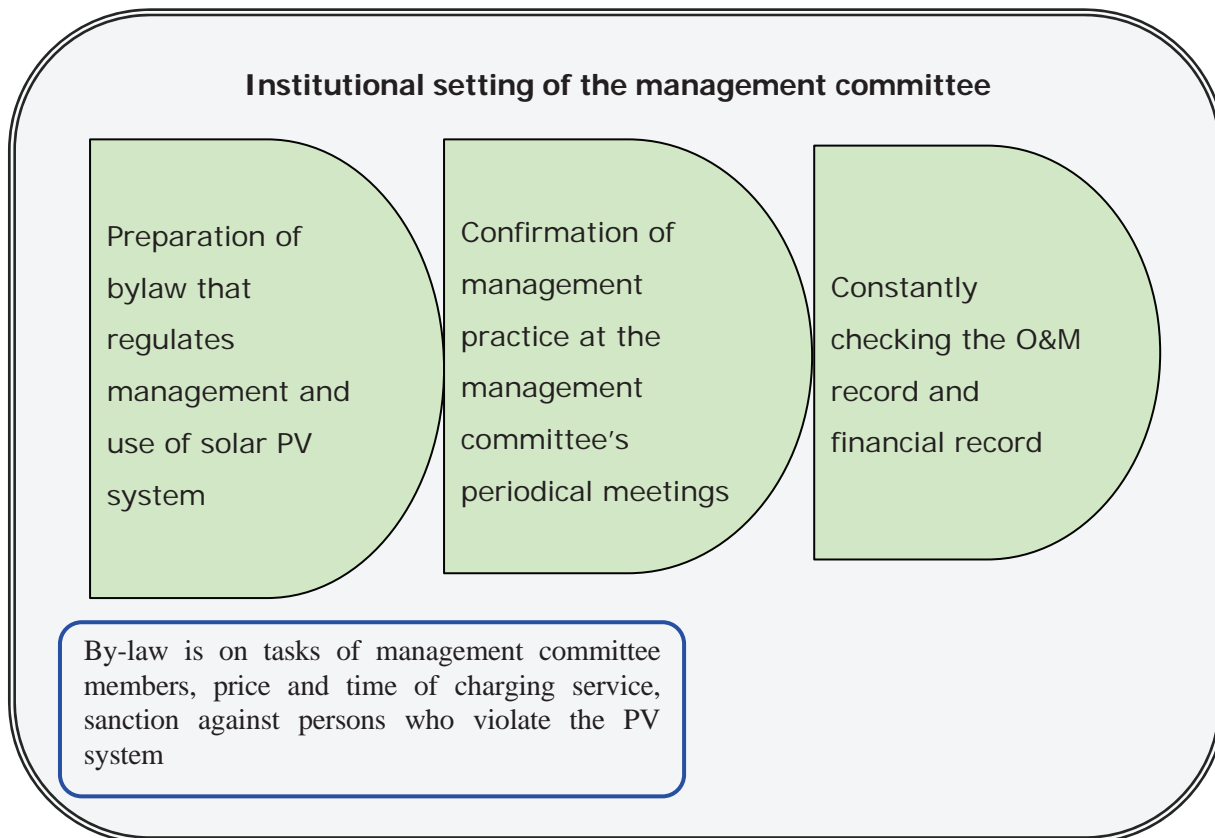 Institutional setting of the management committee
Preparation of
bylaw that
regulates
management and
use of solar PV
system
Confirmation of
management
practice at the
management
committee's
periodical meetings
Constantly
checking the O&M
record and
financial record
By-law is on tasks of management committee
members, price and time of charging service,
sanction against persons who violate the PV
system